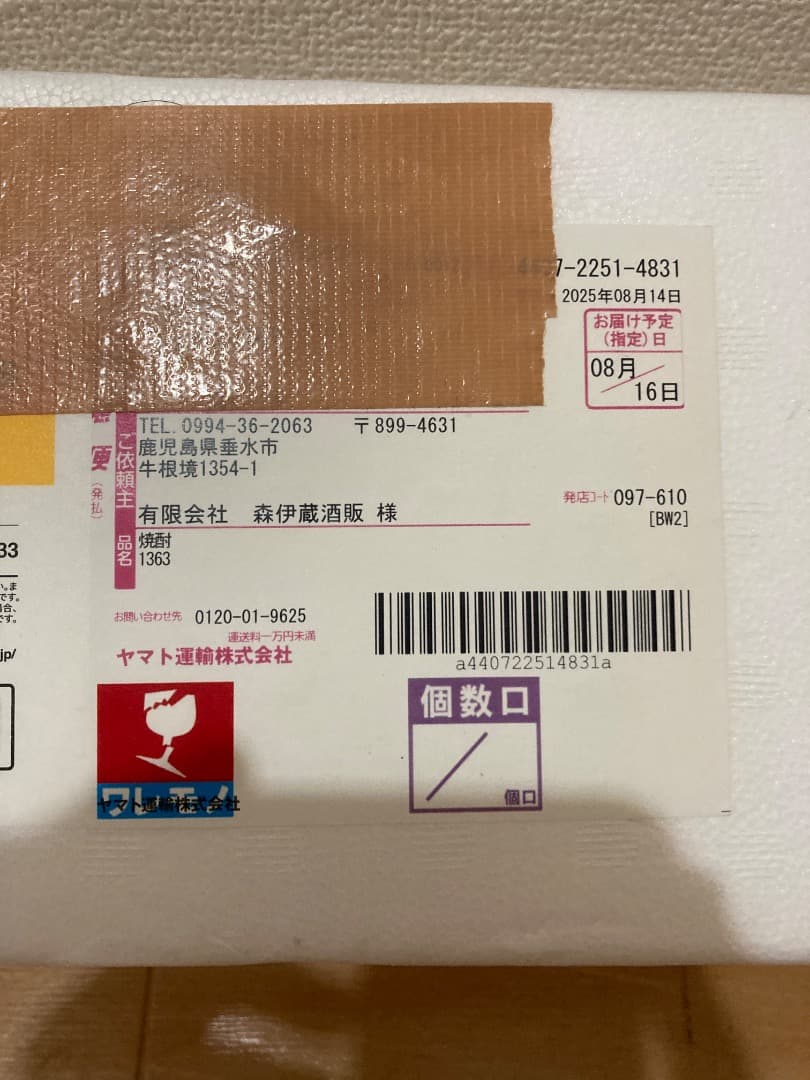 7-2251-4831
2025年08月14日
お届け予定
(指定)日
08月
16日
TEL. 0994-36-2063 〒899-4631
鹿児島県垂水市
牛根境1354-1
ご依頼主
便
(発払)
有限会社 森伊蔵酒販 様
発店コード 097-610
[BW2]
品名
焼酎
1363
33
です。
jp/
お問い合わせ先 0120-01-9625
運送料一万円未満
ヤマト運輸株式会社
a440722514831a
個数口
個口
ワレモノ
ヤマト運輸株式会社